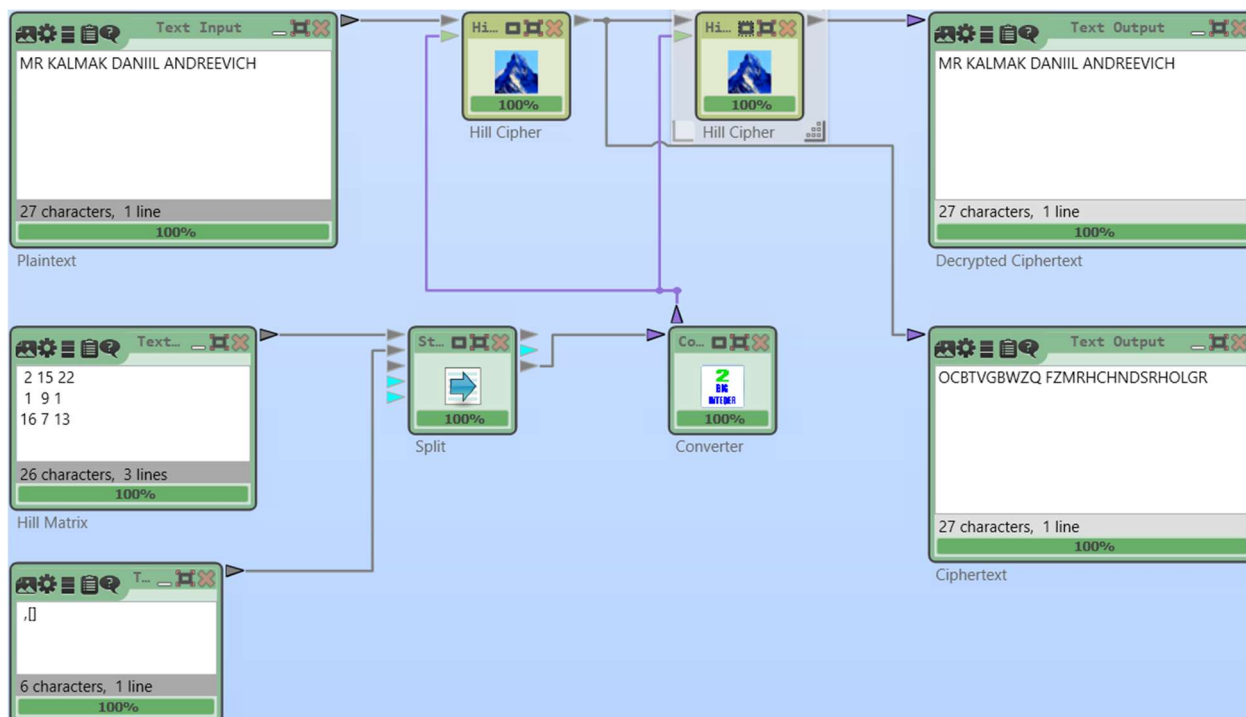 Text Input
MR KALMAK DANIIL ANDREEVICH
27 characters, 1 line
100%
Plaintext
Hi...
100%
Hill Cipher
Hi...
100%
Hill Cipher
Text Output
MR KALMAK DANIIL ANDREEVICH
27 characters, 1 line
100%
Decrypted Ciphertext
Text...
2 15 22
1 9 1
16 7 13
26 characters, 3 lines
100%
Hill Matrix
St...
100%
Split
Co...
2
BIG
INTEGER
100%
Converter
Text Output
OCBTVGBWZQ FZMRHCHNDSRHOLGR
27 characters, 1 line
100%
Ciphertext
T...
,[]
6 characters, 1 line
100%